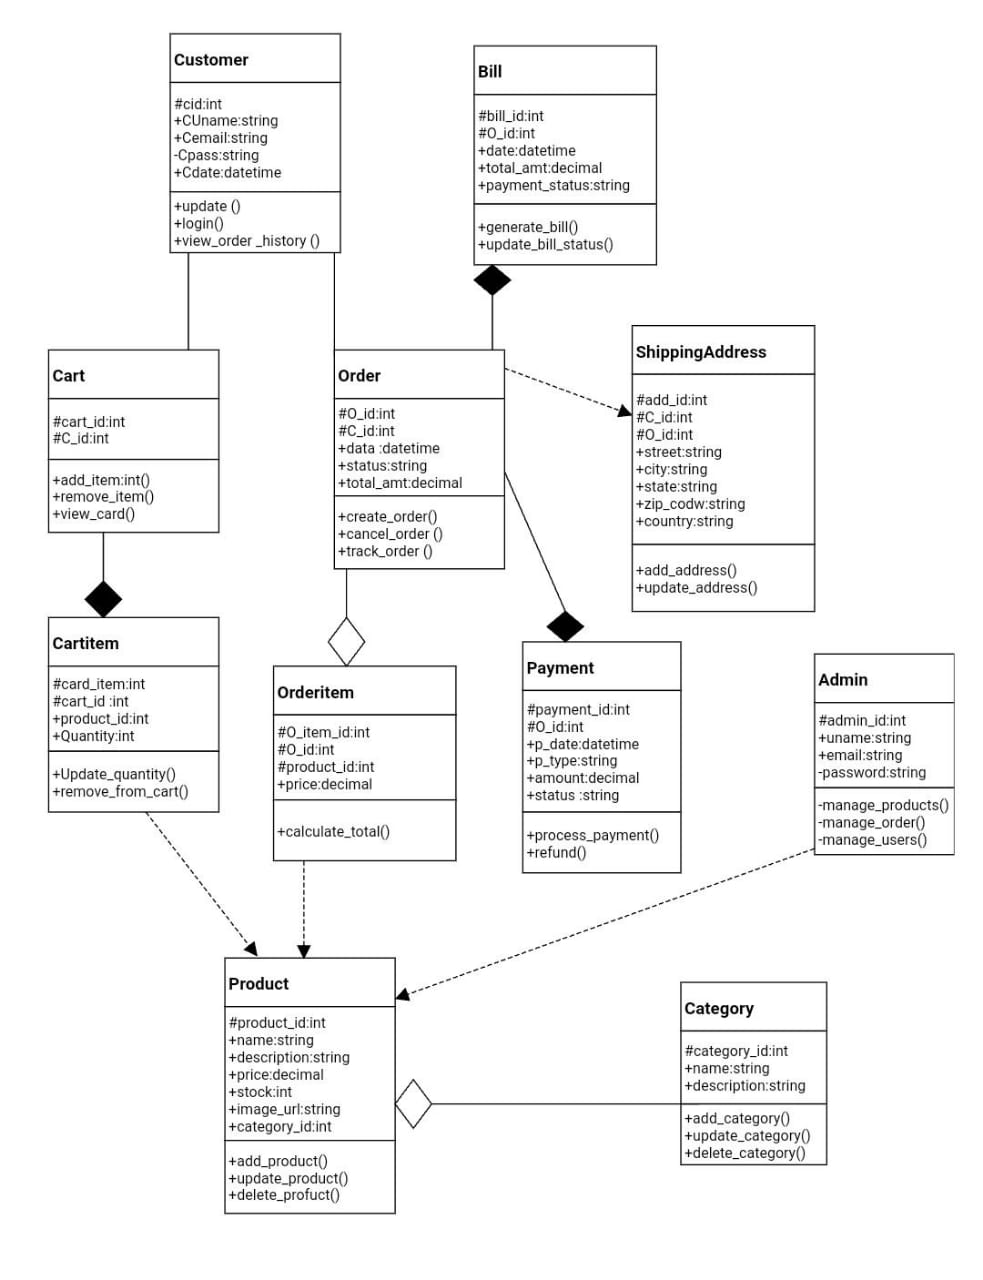 Customer
#cid:int
+CUname:string
+Cemail:string
-Cpass:string
+Cdate:datetime
+update ()
+login()
+view_order _history ()
Bill
#bill_id:int
#O_id:int
+date:datetime
+total_amt:decimal
+payment_status:string
+generate_bill()
+update_bill_status()
Cart
#cart_id:int
#C_id:int
+add_item:int()
+remove_item()
+view_card()
Order
#O_id:int
#C_id:int
+data :datetime
+status:string
+total_amt:decimal
+create_order()
+cancel_order ()
+track_order ()
ShippingAddress
#add_id:int
#C_id:int
#O_id:int
+street:string
+city:string
+state:string
+zip_codw:string
+country:string
+add_address()
+update_address()
Cartitem
#card_item:int
#cart_id :int
+product_id:int
+Quantity:int
+Update_quantity()
+remove_from_cart()
Orderitem
#O_item_id:int
#O_id:int
#product_id:int
+price:decimal
+calculate_total()
Payment
#payment_id:int
#O_id:int
+p_date:datetime
+p_type:string
+amount:decimal
+status :string
+process_payment()
+refund()
Admin
#admin_id:int
+uname:string
+email:string
-password:string
-manage_products()
-manage_order()
-manage_users()
Product
#product_id:int
+name:string
+description:string
+price:decimal
+stock:int
+image_url:string
+category_id:int
+add_product()
+update_product()
+delete_profuct()
Category
#category_id:int
+name:string
+description:string
+add_category()
+update_category()
+delete_category()